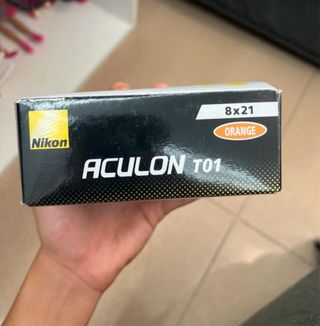 8x21
ORANGE
Nikon
ACULON T01